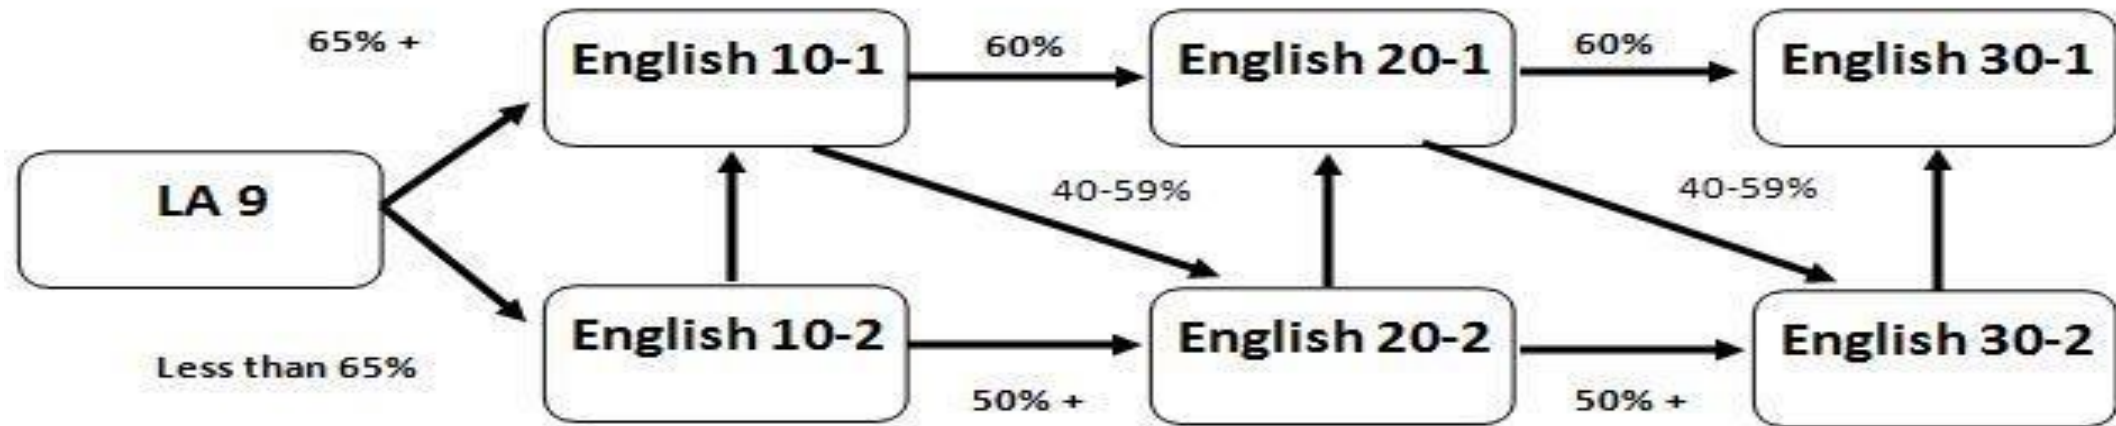 65% +
English 10-1
60%
English 20-1
60%
English 30-1
LA 9
40-59%
40-59%
Less than 65%
English 10-2
50% +
English 20-2
50% +
English 30-2